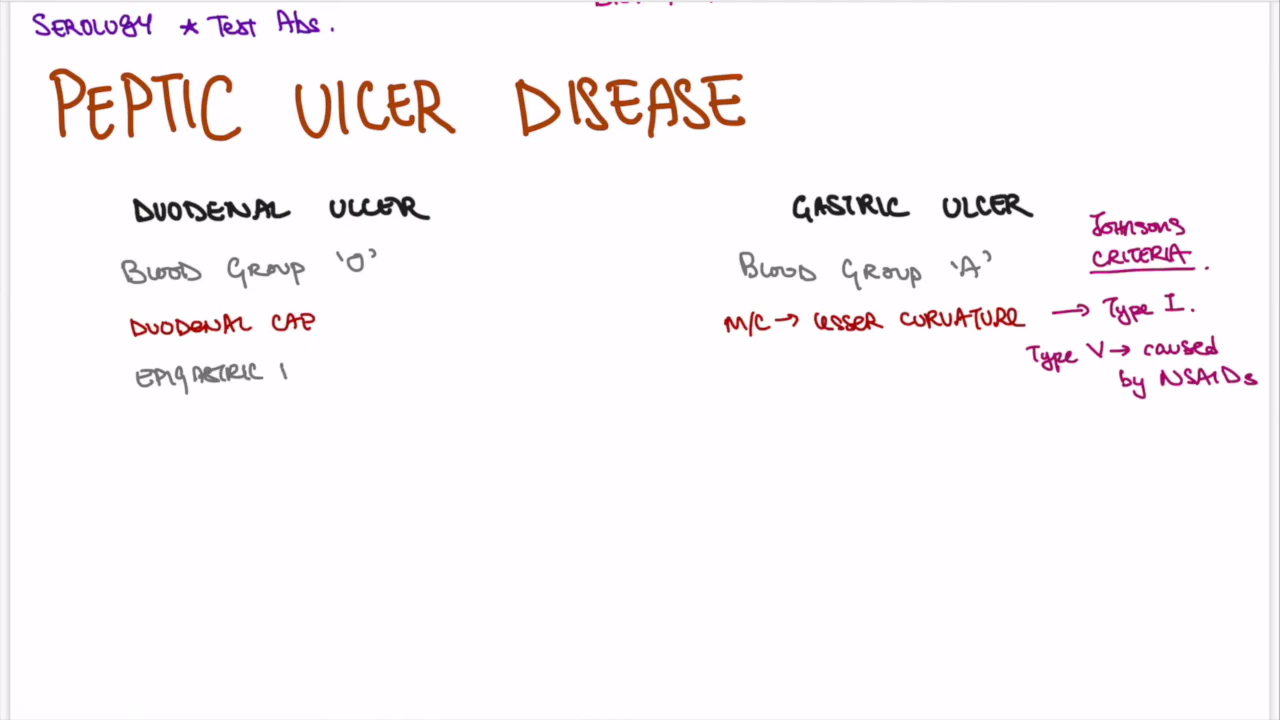 SEROLOGY * Test Abs.
PEPTIC ULCER DISEASE
DUODENAL ULCER
BLOOD GROUP 'O'
DUODENAL CAP
EPIGASTRIC
GASTRIC ULCER
BLOOD GROUP 'A'
M/C → LESSER CURVATURE → Type I.
Johnsons
CRITERIA.
Type V → caused
by NSAIDs